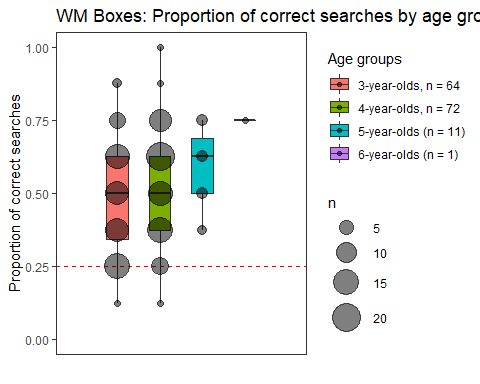 WM Boxes: Proportion of correct searches by age gro
Proportion of correct searches
1.00
0.75
0.50
0.25
0.00
Age groups
3-year-olds, n = 64
4-year-olds, n = 72
5-year-olds (n = 11)
6-year-olds (n = 1)
n
5
10
15
20